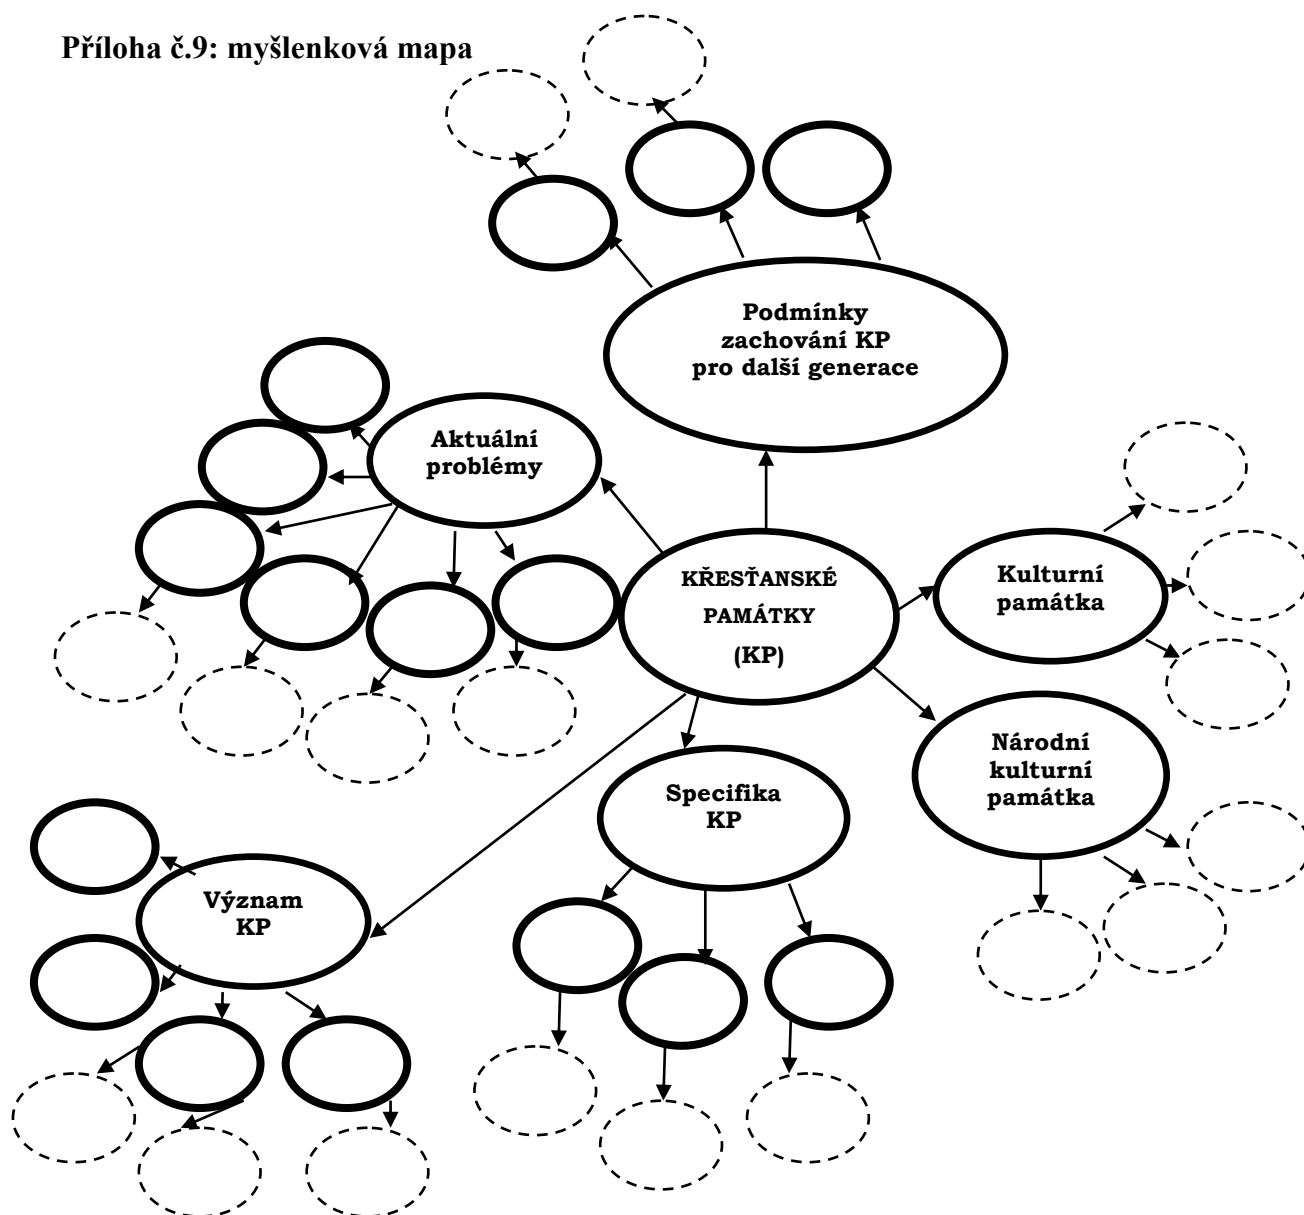 Příloha č.9: myšlenková mapa
Podmínky
zachování KP
pro další generace
Aktuální
problémy
KŘESŤANSKÉ
PAMÁTKY
(KP)
Kulturní
památka
Národní
kulturní
památka
Specifika
KP
Význam
KP